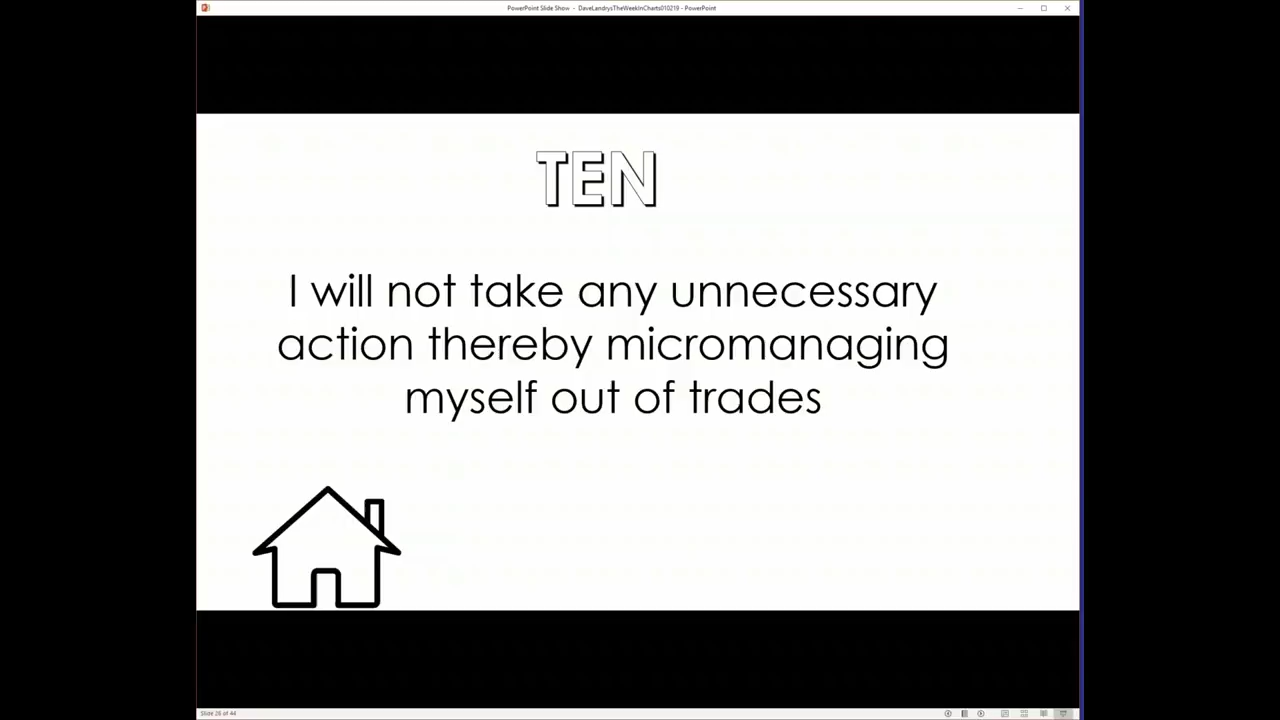 PowerPoint Slide Show - DaveLandrysTheWeekInCharts010219 - PowerPoint
TEN
I will not take any unnecessary
action thereby micromanaging
myself out of trades
Slide 26 of 44